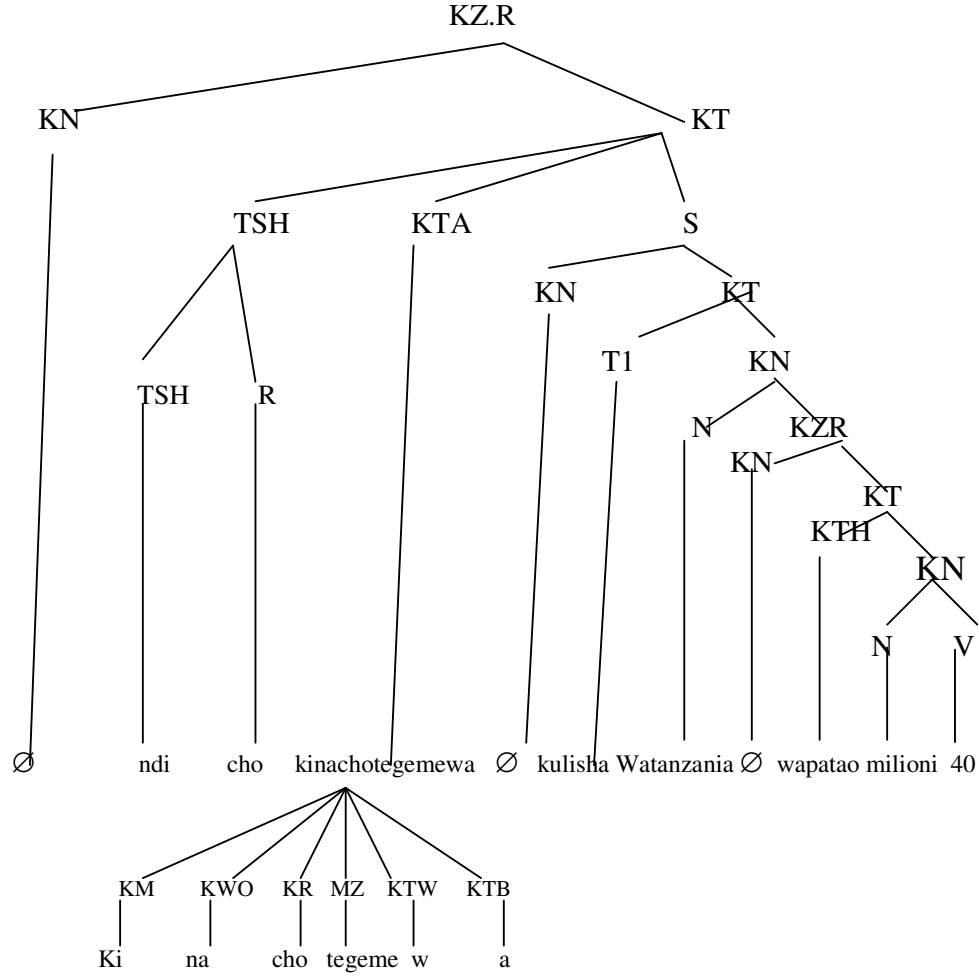 KZ.R
KN KT
TSH KTA S
KN KT
T1 KN
TSH R
N KZR
KN
KT
KTH
KN
N V
∅ ndi cho kinachotegemewa ∅ kulisha Watanzania ∅ wapatao milioni 40
KM KWO KR MZ KTW KTB
Ki na cho tegeme w a